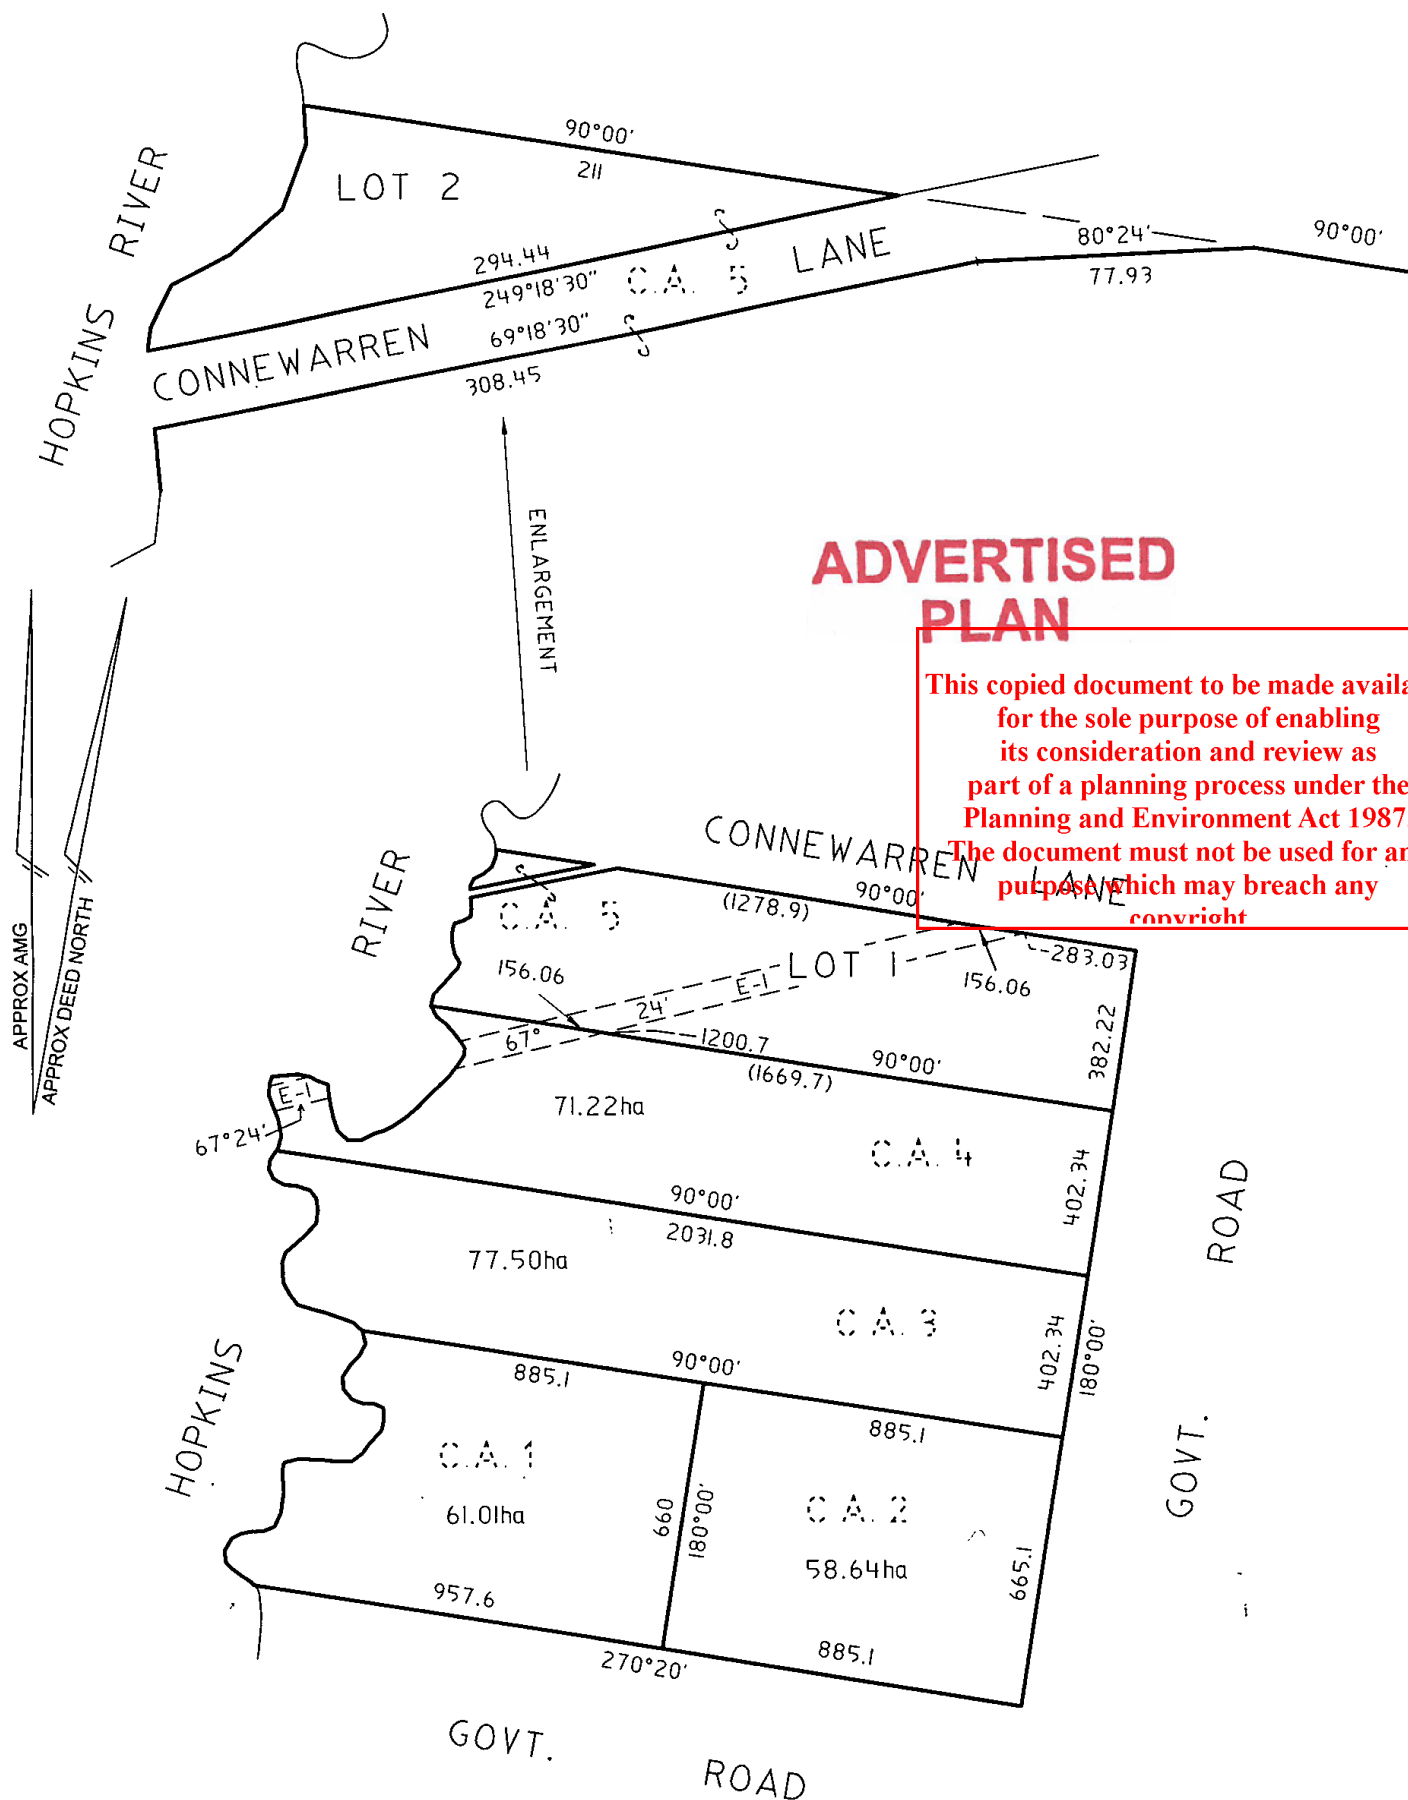 90°00'
211
LOT 2
HOPKINS RIVER
294.44
249°18'30"
C.A. 5
LANE
80°24'
77.93
90°00'
CONNEWARREN
69°18'30"
308.45
ENLARGEMENT
ADVERTISED
PLAN
This copied document to be made
for the sole purpose of enabling
its consideration and review as
part of a planning process under the
Planning and Environment Act 1987
The document must not be used for
purpose which may breach any
copyright
APPROX AMG
APPROX DEED NORTH
RIVER
CONNEWARREN LANE
90°00'
(1278.9)
C.A. 5
LOT 1
283.03
156.06
156.06
E-1
24'
67°
1200.7
90°00'
(1669.7)
382.22
E-1
67°24'
71.22ha
C.A. 4
402.34
90°00'
2031.8
77.50ha
C.A. 3
402.34
180°00'
ROAD
GOVT.
HOPKINS
90°00'
885.1
885.1
C.A. 1
61.01ha
660
180°00'
C.A. 2
58.64ha
665.1
957.6
885.1
270°20'
GOVT. ROAD